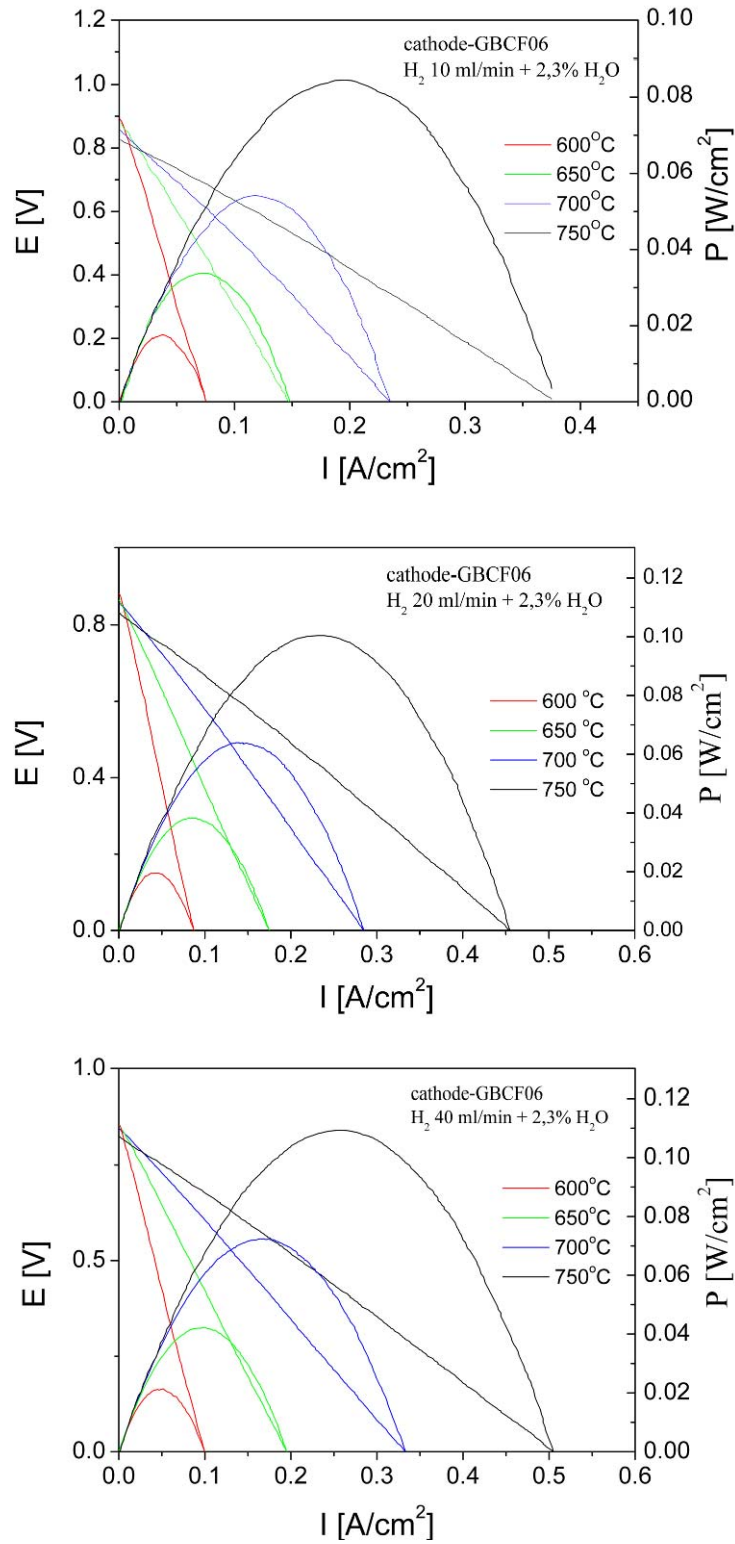 cathode-GBCF06
H₂ 10 ml/min + 2,3% H₂O
600°C
650°C
700°C
750°C
E [V]
P [W/cm²]
1.2
1.0
0.8
0.6
0.4
0.2
0.0
0.10
0.08
0.06
0.04
0.02
0.00
0.0 0.1 0.2 0.3 0.4
I [A/cm²]
cathode-GBCF06
H₂ 20 ml/min + 2,3% H₂O
600 °C
650 °C
700 °C
750 °C
E [V]
P [W/cm²]
0.8
0.4
0.0
0.12
0.10
0.08
0.06
0.04
0.02
0.00
0.0 0.1 0.2 0.3 0.4 0.5 0.6
I [A/cm²]
cathode-GBCF06
H₂ 40 ml/min + 2,3% H₂O
600°C
650°C
700°C
750°C
E [V]
P [W/cm²]
1.0
0.5
0.0
0.12
0.10
0.08
0.06
0.04
0.02
0.00
0.0 0.1 0.2 0.3 0.4 0.5 0.6
I [A/cm²]